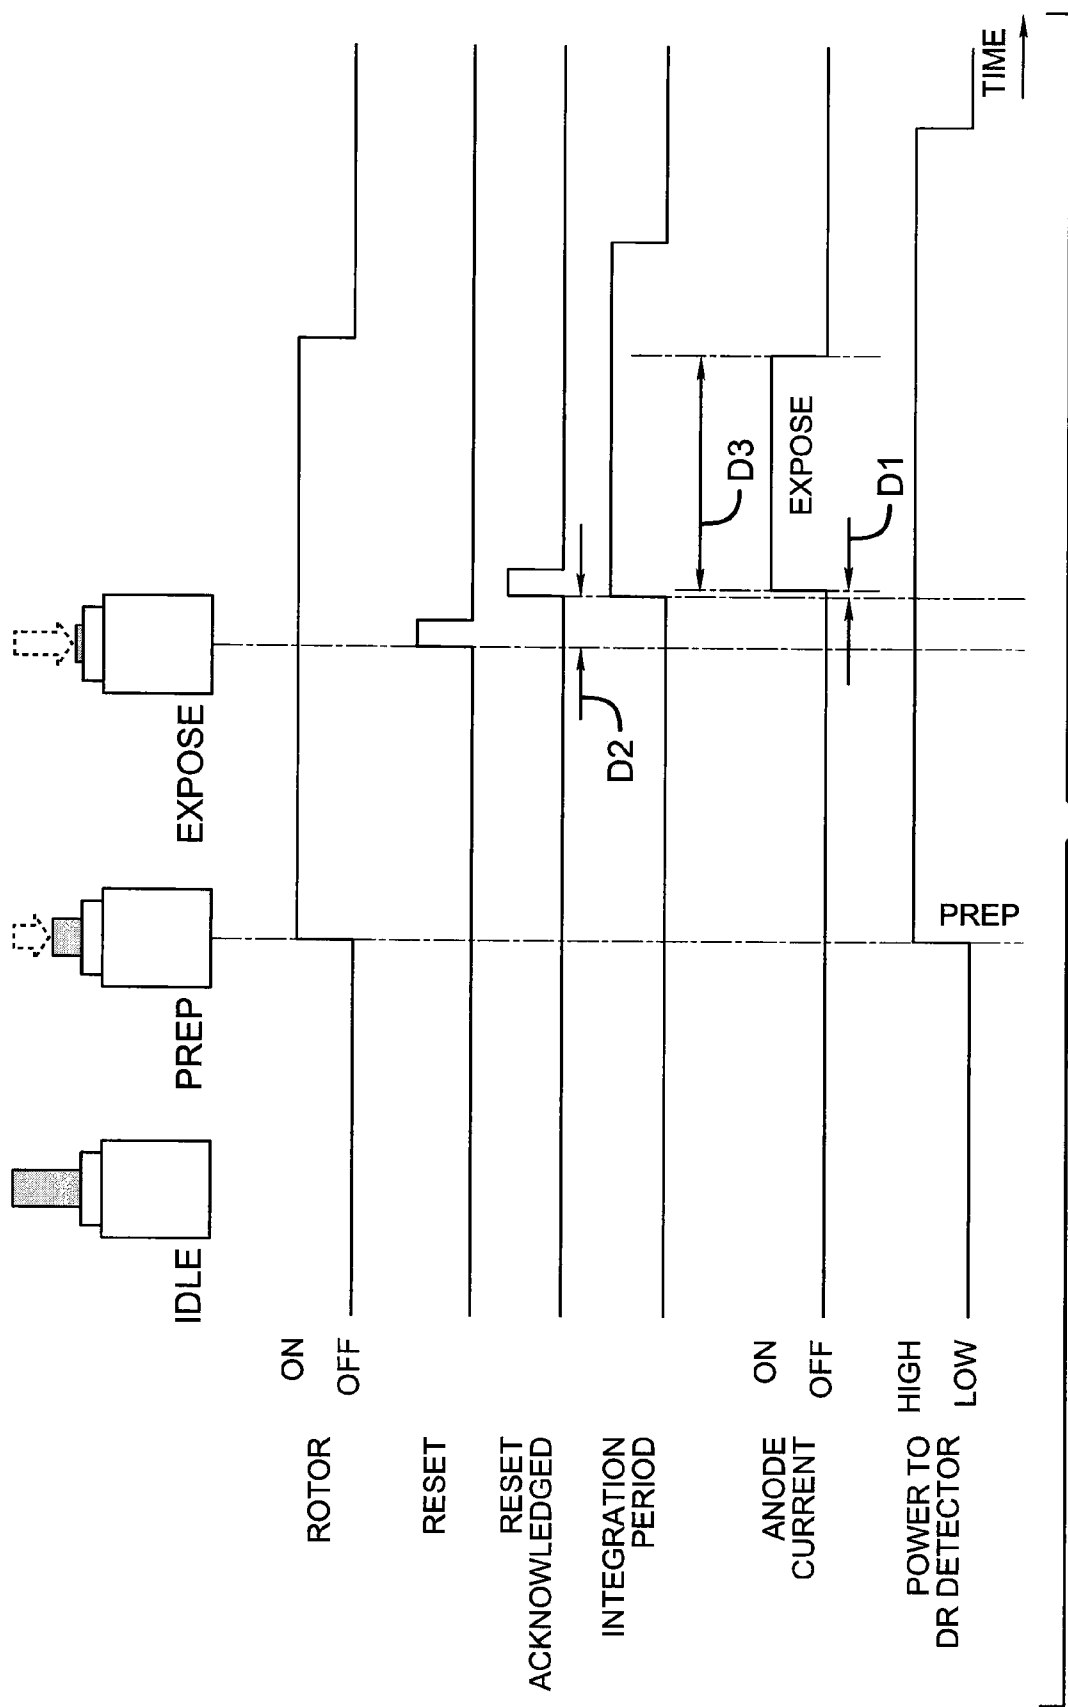 IDLE
PREP
EXPOSE
ROTOR
ON
OFF
RESET
RESET
ACKNOWLEDGED
D2
INTEGRATION
PERIOD
D3
ANODE
CURRENT
ON
OFF
EXPOSE
D1
POWER TO
DR DETECTOR
HIGH
LOW
PREP
TIME